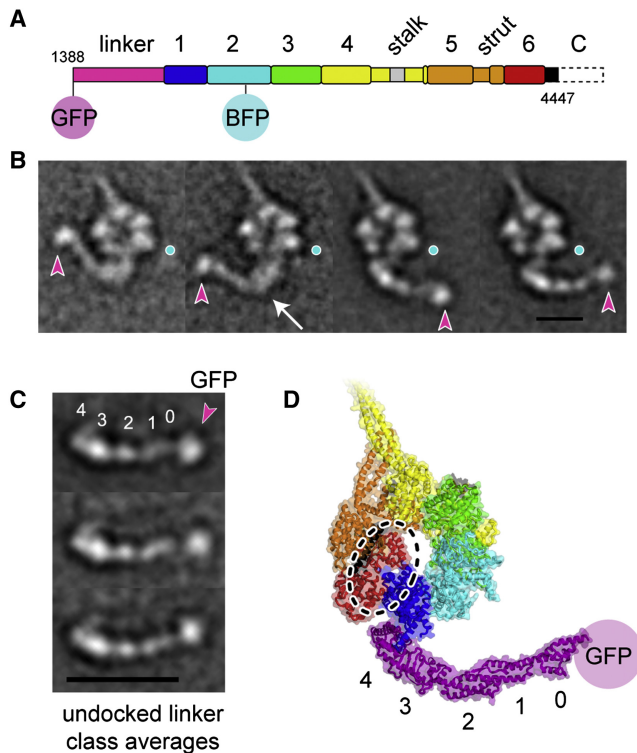 A
linker 1 2 3 4 stalk 5 strut 6 C
1388
4447
GFP BFP
B
C
GFP
4 3 2 1 0
undocked linker
class averages
D
GFP
4 3 2 1 0